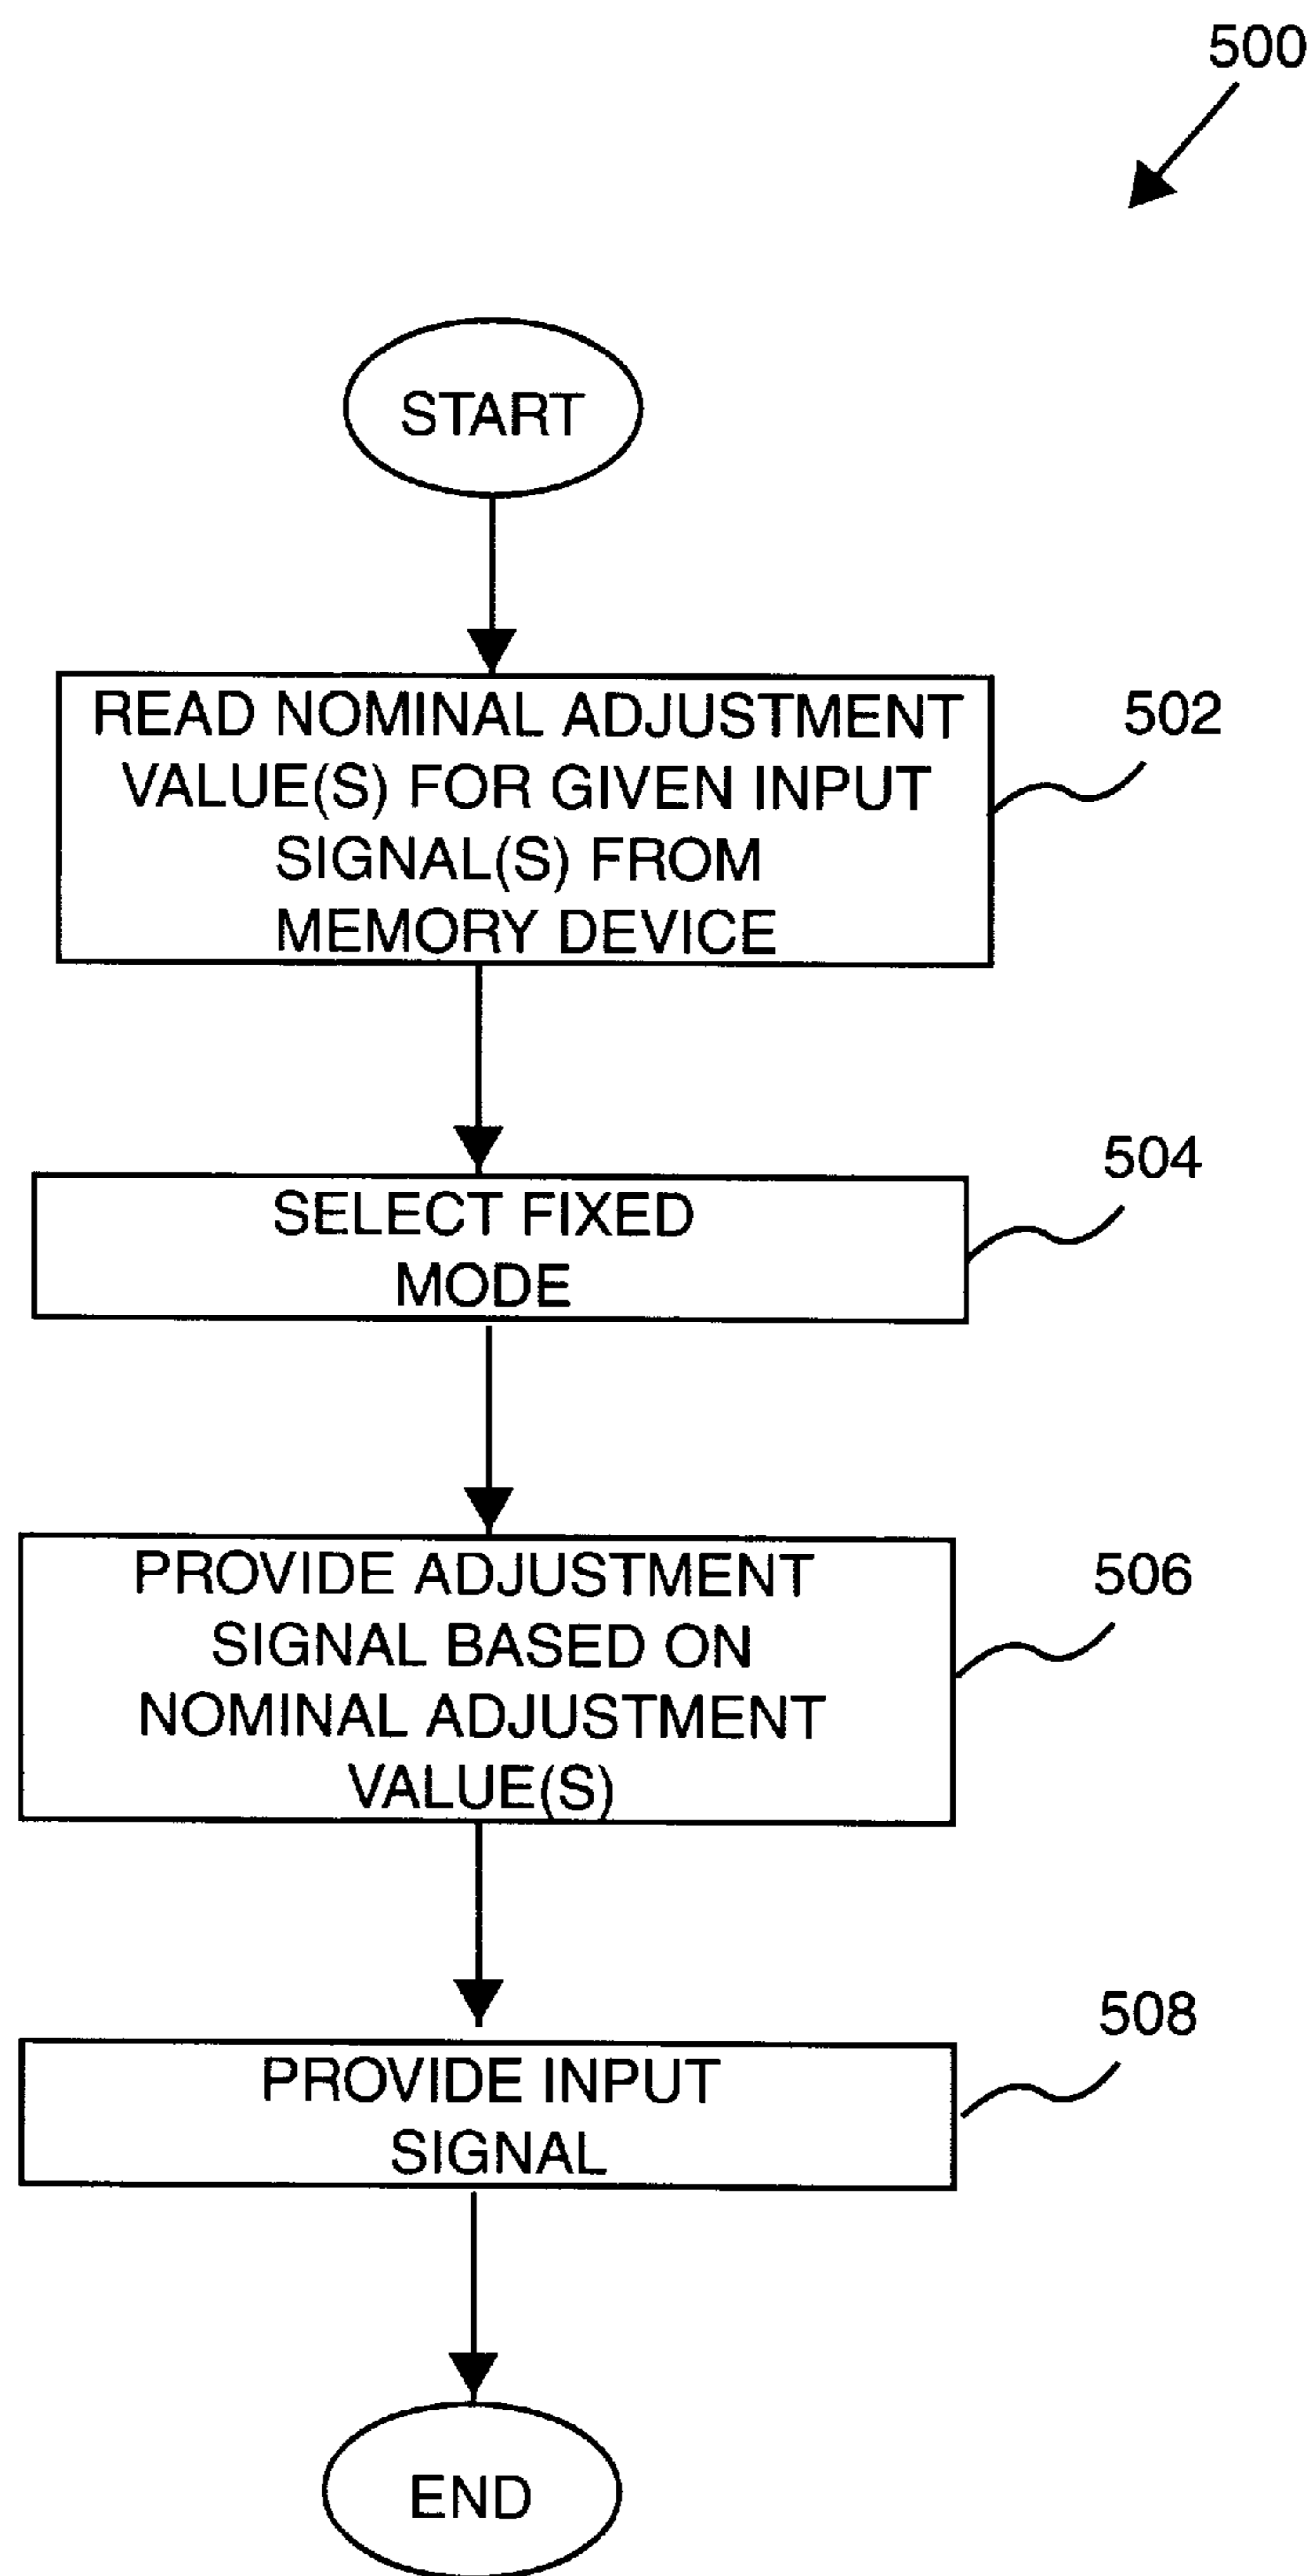 500
START
READ NOMINAL ADJUSTMENT
VALUE(S) FOR GIVEN INPUT
SIGNAL(S) FROM
MEMORY DEVICE
502
SELECT FIXED
MODE
504
PROVIDE ADJUSTMENT
SIGNAL BASED ON
NOMINAL ADJUSTMENT
VALUE(S)
506
PROVIDE INPUT
SIGNAL
508
END